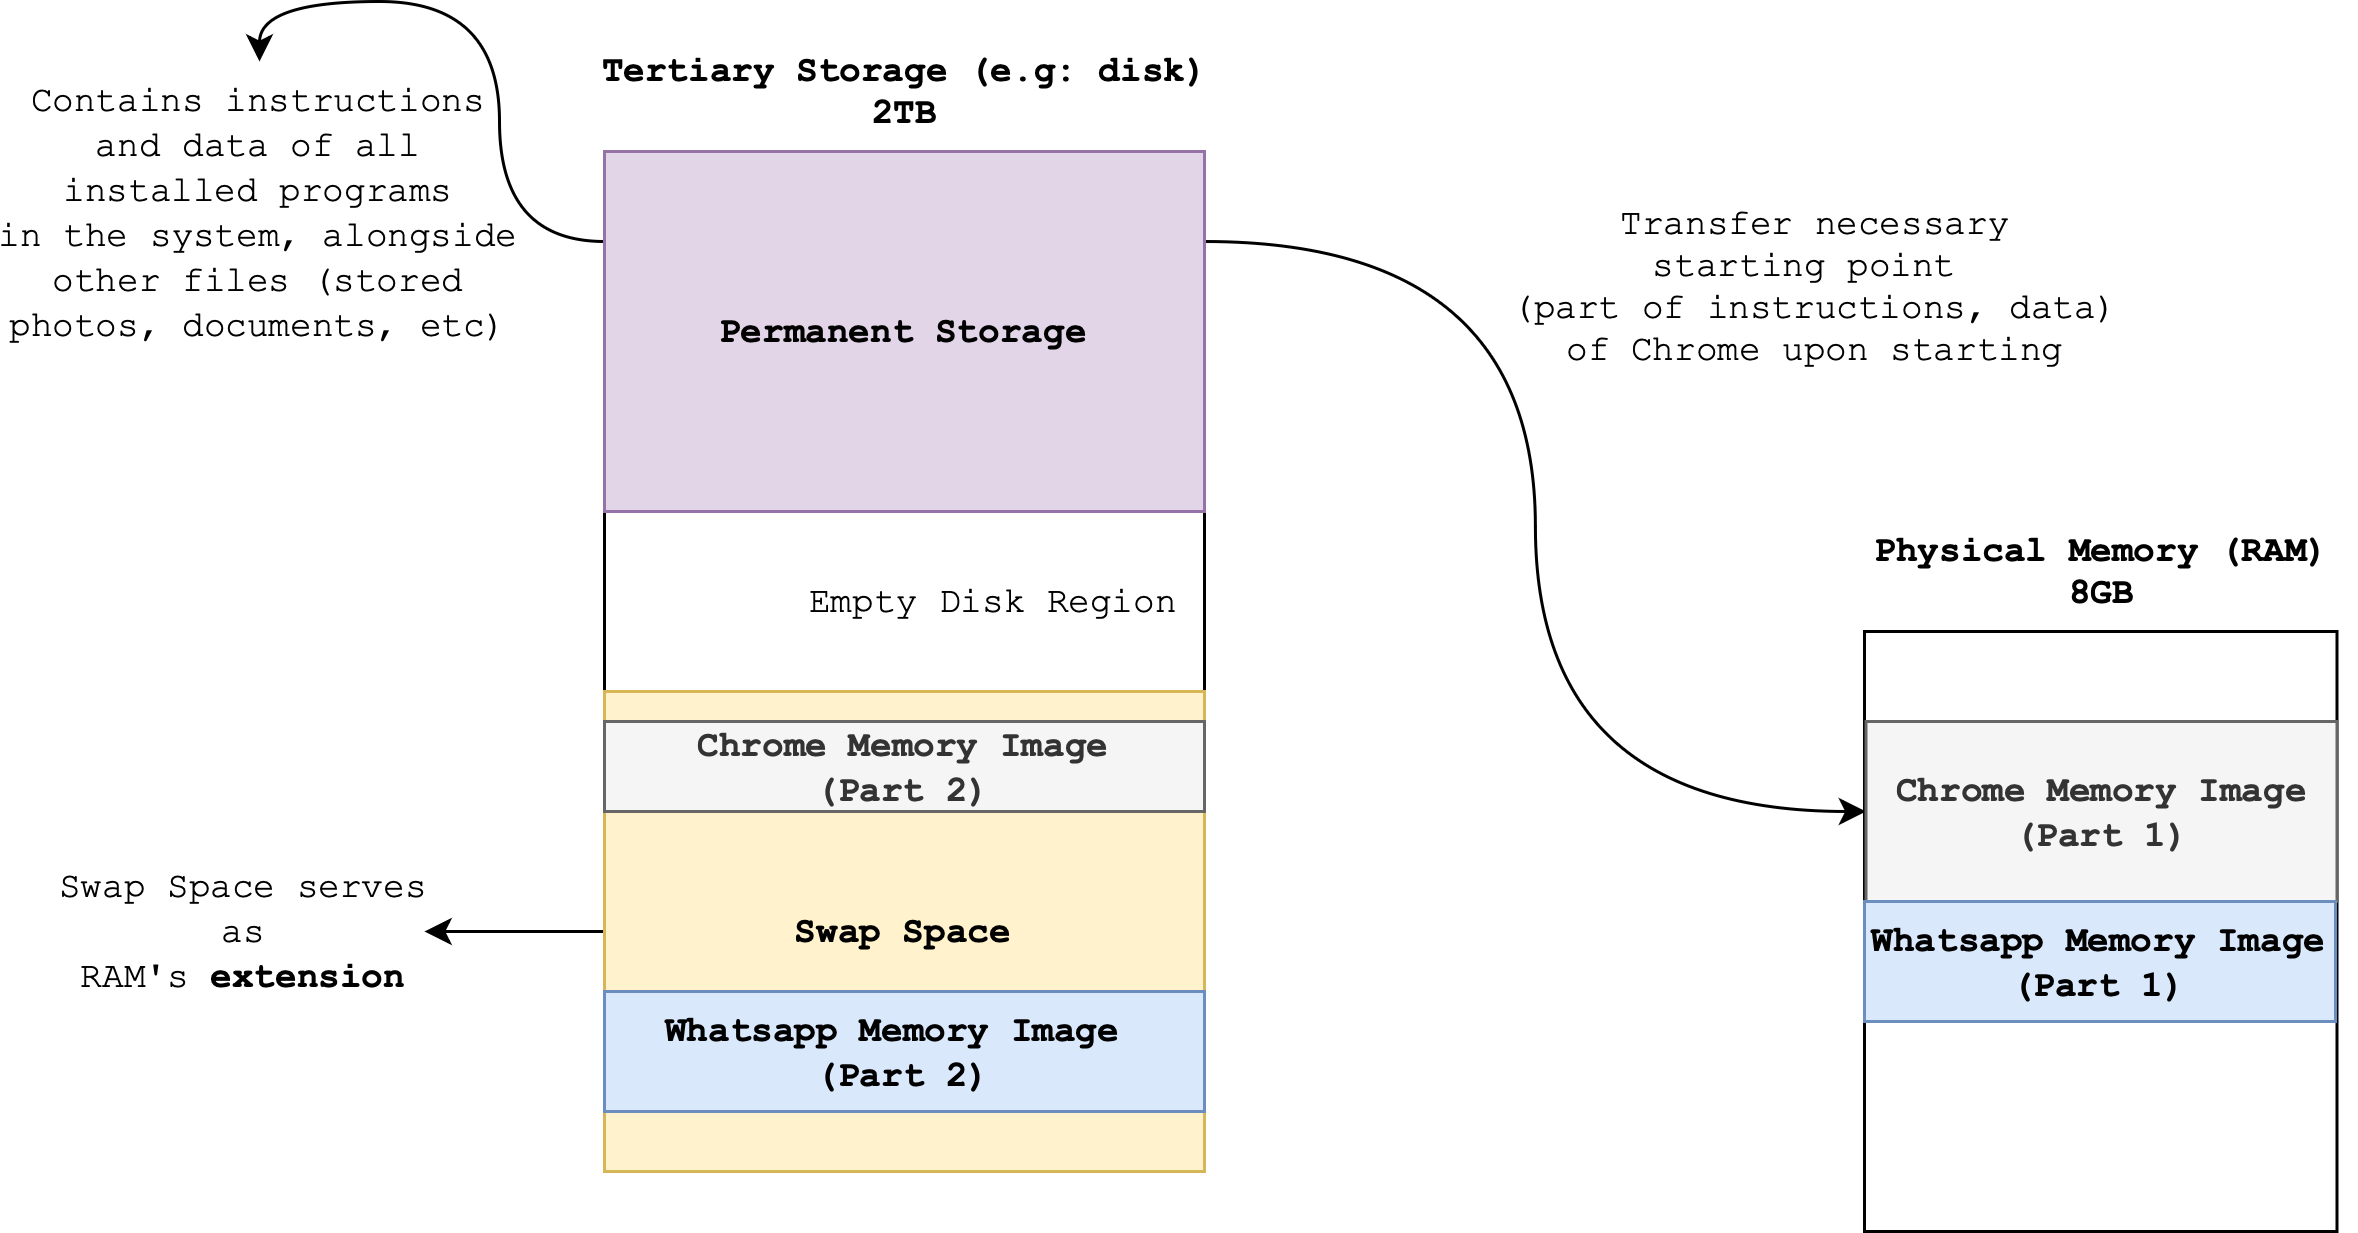 Tertiary Storage (e.g: disk)
2TB
Contains instructions
and data of all
installed programs
in the system, alongside
other files (stored
photos, documents, etc)
Permanent Storage
Transfer necessary
starting point
(part of instructions, data)
of Chrome upon starting
Empty Disk Region
Physical Memory (RAM)
8GB
Chrome Memory Image
(Part 2)
Chrome Memory Image
(Part 1)
Swap Space serves
as
RAM's extension
Swap Space
Whatsapp Memory Image
(Part 1)
Whatsapp Memory Image
(Part 2)